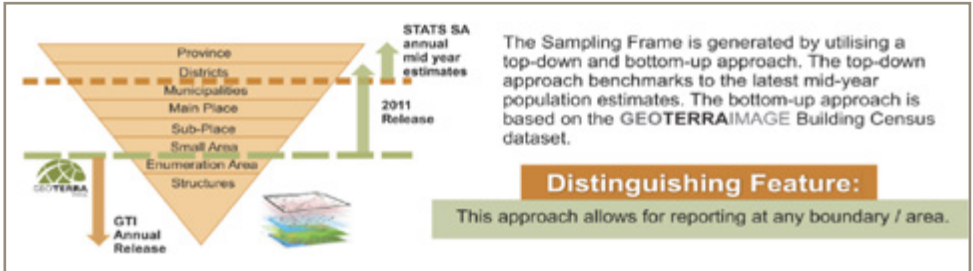 Province
Districts
Municipalities
Main Place
Sub-Place
Small Area
Enumeration Area
Structures
STATS SA
annual
mid year
estimates
2011
Release
GEOTERRA
GTI
Annual
Release
The Sampling Frame is generated by utilising a
top-down and bottom-up approach. The top-down
approach benchmarks to the latest mid-year
population estimates. The bottom-up approach is
based on the GEOTERRAIMAGE Building Census
dataset.
Distinguishing Feature:
This approach allows for reporting at any boundary / area.